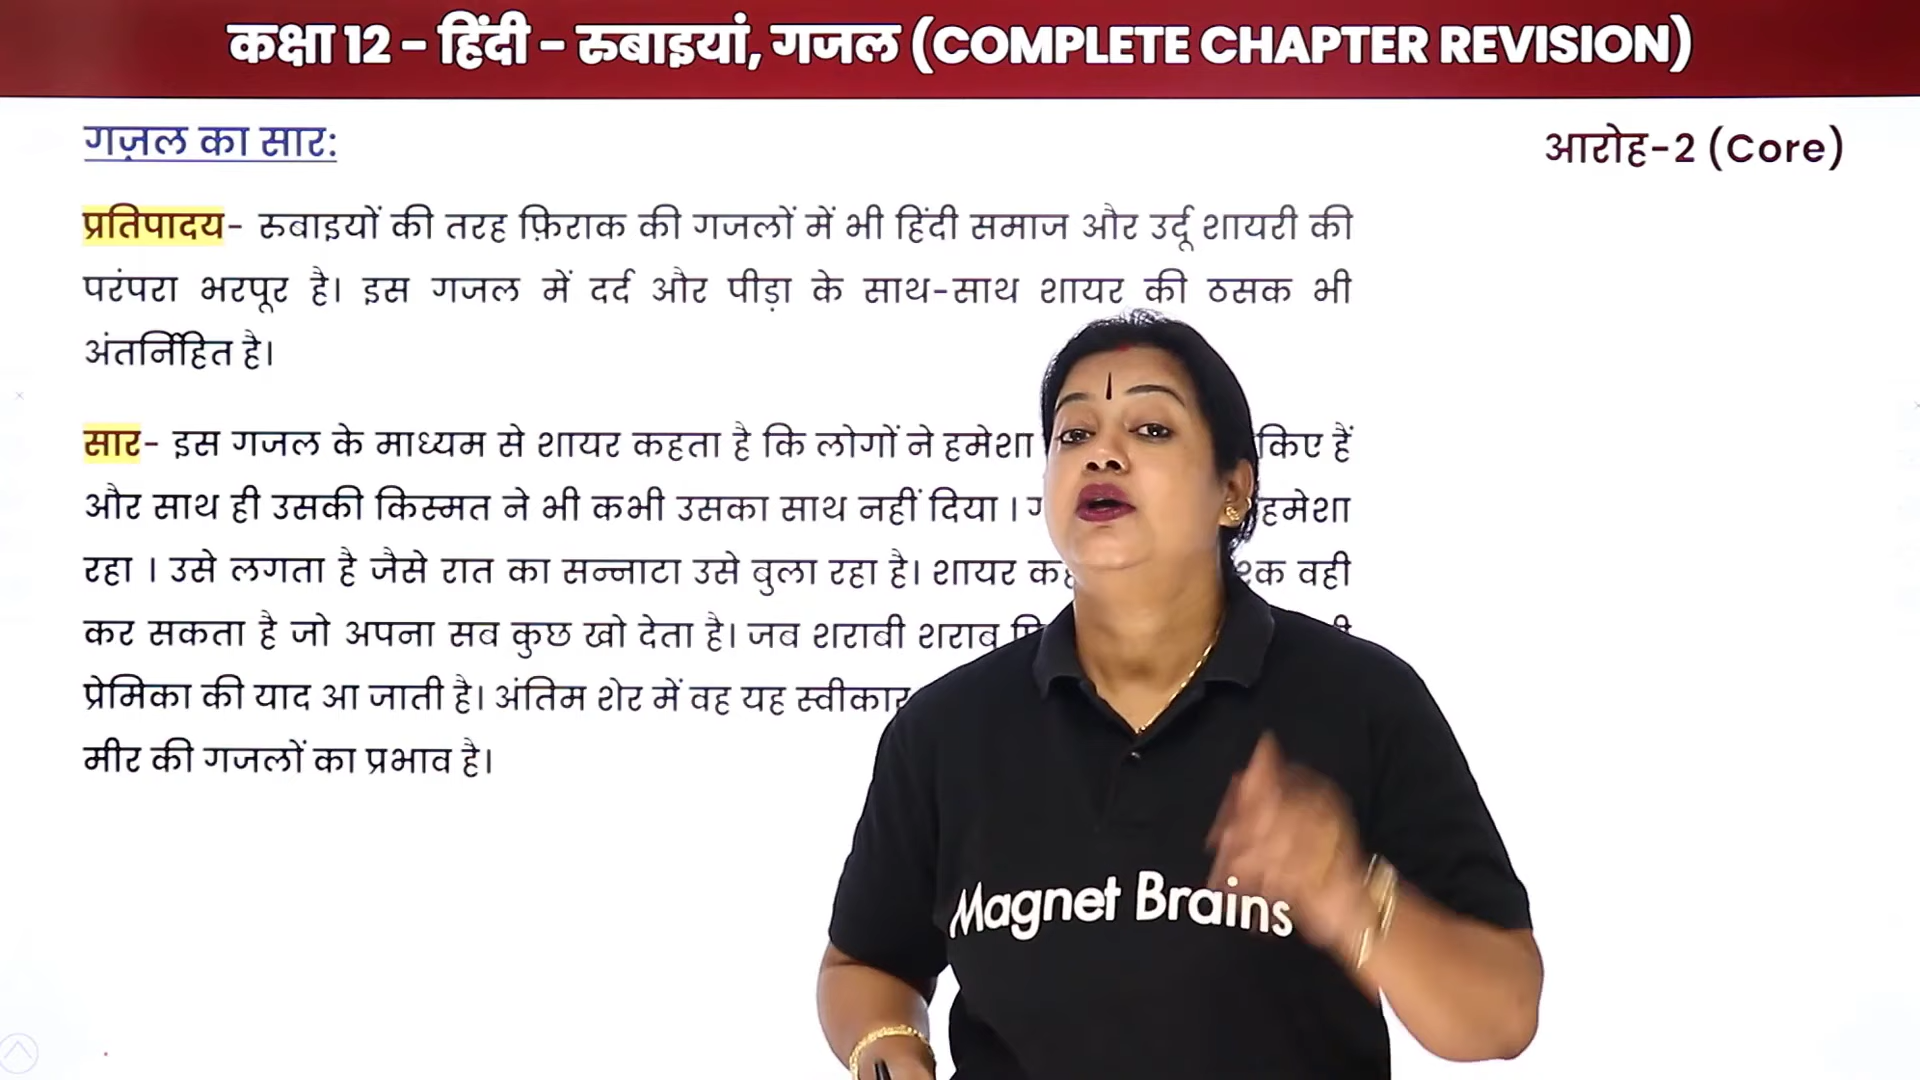 कक्षा 12 - हिंदी - रुबाइयां, गजल (COMPLETE CHAPTER REVISION)
गज़ल का सार:
आरोह-2 (Core)
प्रतिपादय- रुबाइयों की तरह फ़िराक की गजलों में भी हिंदी समाज और उर्दू शायरी की
परंपरा भरपूर है। इस गजल में दर्द और पीड़ा के साथ-साथ शायर की ठसक भी
अंतर्निहित है।
सार- इस गजल के माध्यम से शायर कहता है कि लोगों ने हमेशा किए हैं
और साथ ही उसकी किस्मत ने भी कभी उसका साथ नहीं दिया । हमेशा
रहा । उसे लगता है जैसे रात का सन्नाटा उसे बुला रहा है। शायर वही
कर सकता है जो अपना सब कुछ खो देता है। जब शराबी शराब
प्रेमिका की याद आ जाती है। अंतिम शेर में वह यह स्वीकार
मीर की गजलों का प्रभाव है।
Magnet Brains